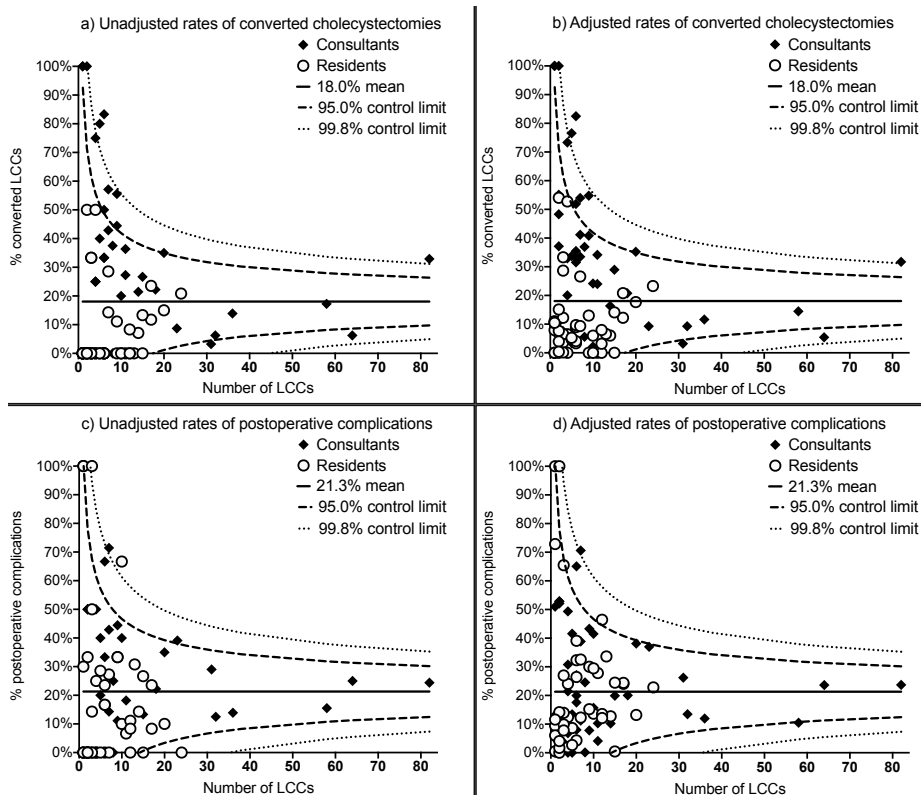 a) Unadjusted rates of converted cholecystectomies
Consultants
Residents
18.0% mean
95.0% control limit
99.8% control limit
% converted LCCs
100%
90%
80%
70%
60%
50%
40%
30%
20%
10%
0%
0 10 20 30 40 50 60 70 80
Number of LCCs
b) Adjusted rates of converted cholecystectomies
Consultants
Residents
18.0% mean
95.0% control limit
99.8% control limit
% converted LCCs
100%
90%
80%
70%
60%
50%
40%
30%
20%
10%
0%
0 10 20 30 40 50 60 70 80
Number of LCCs
c) Unadjusted rates of postoperative complications
Consultants
Residents
21.3% mean
95.0% control limit
99.8% control limit
% postoperative complications
100%
90%
80%
70%
60%
50%
40%
30%
20%
10%
0%
0 10 20 30 40 50 60 70 80
Number of LCCs
d) Adjusted rates of postoperative complications
Consultants
Residents
21.3% mean
95.0% control limit
99.8% control limit
% postoperative complications
100%
90%
80%
70%
60%
50%
40%
30%
20%
10%
0%
0 10 20 30 40 50 60 70 80
Number of LCCs